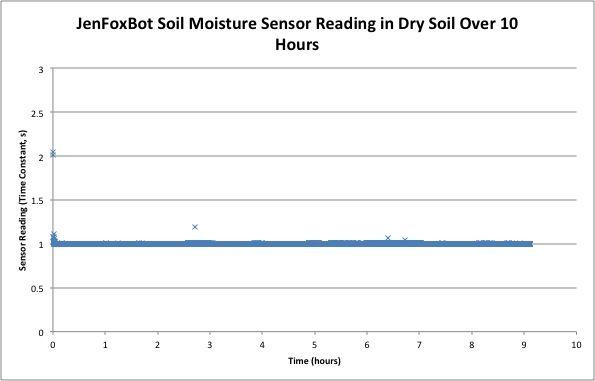 JenFoxBot Soil Moisture Sensor Reading in Dry Soil Over 10
Hours
3
2.5
2
1.5
1
0.5
0
Sensor Reading (Time Constant, s)
0 1 2 3 4 5 6 7 8 9 10
Time (hours)